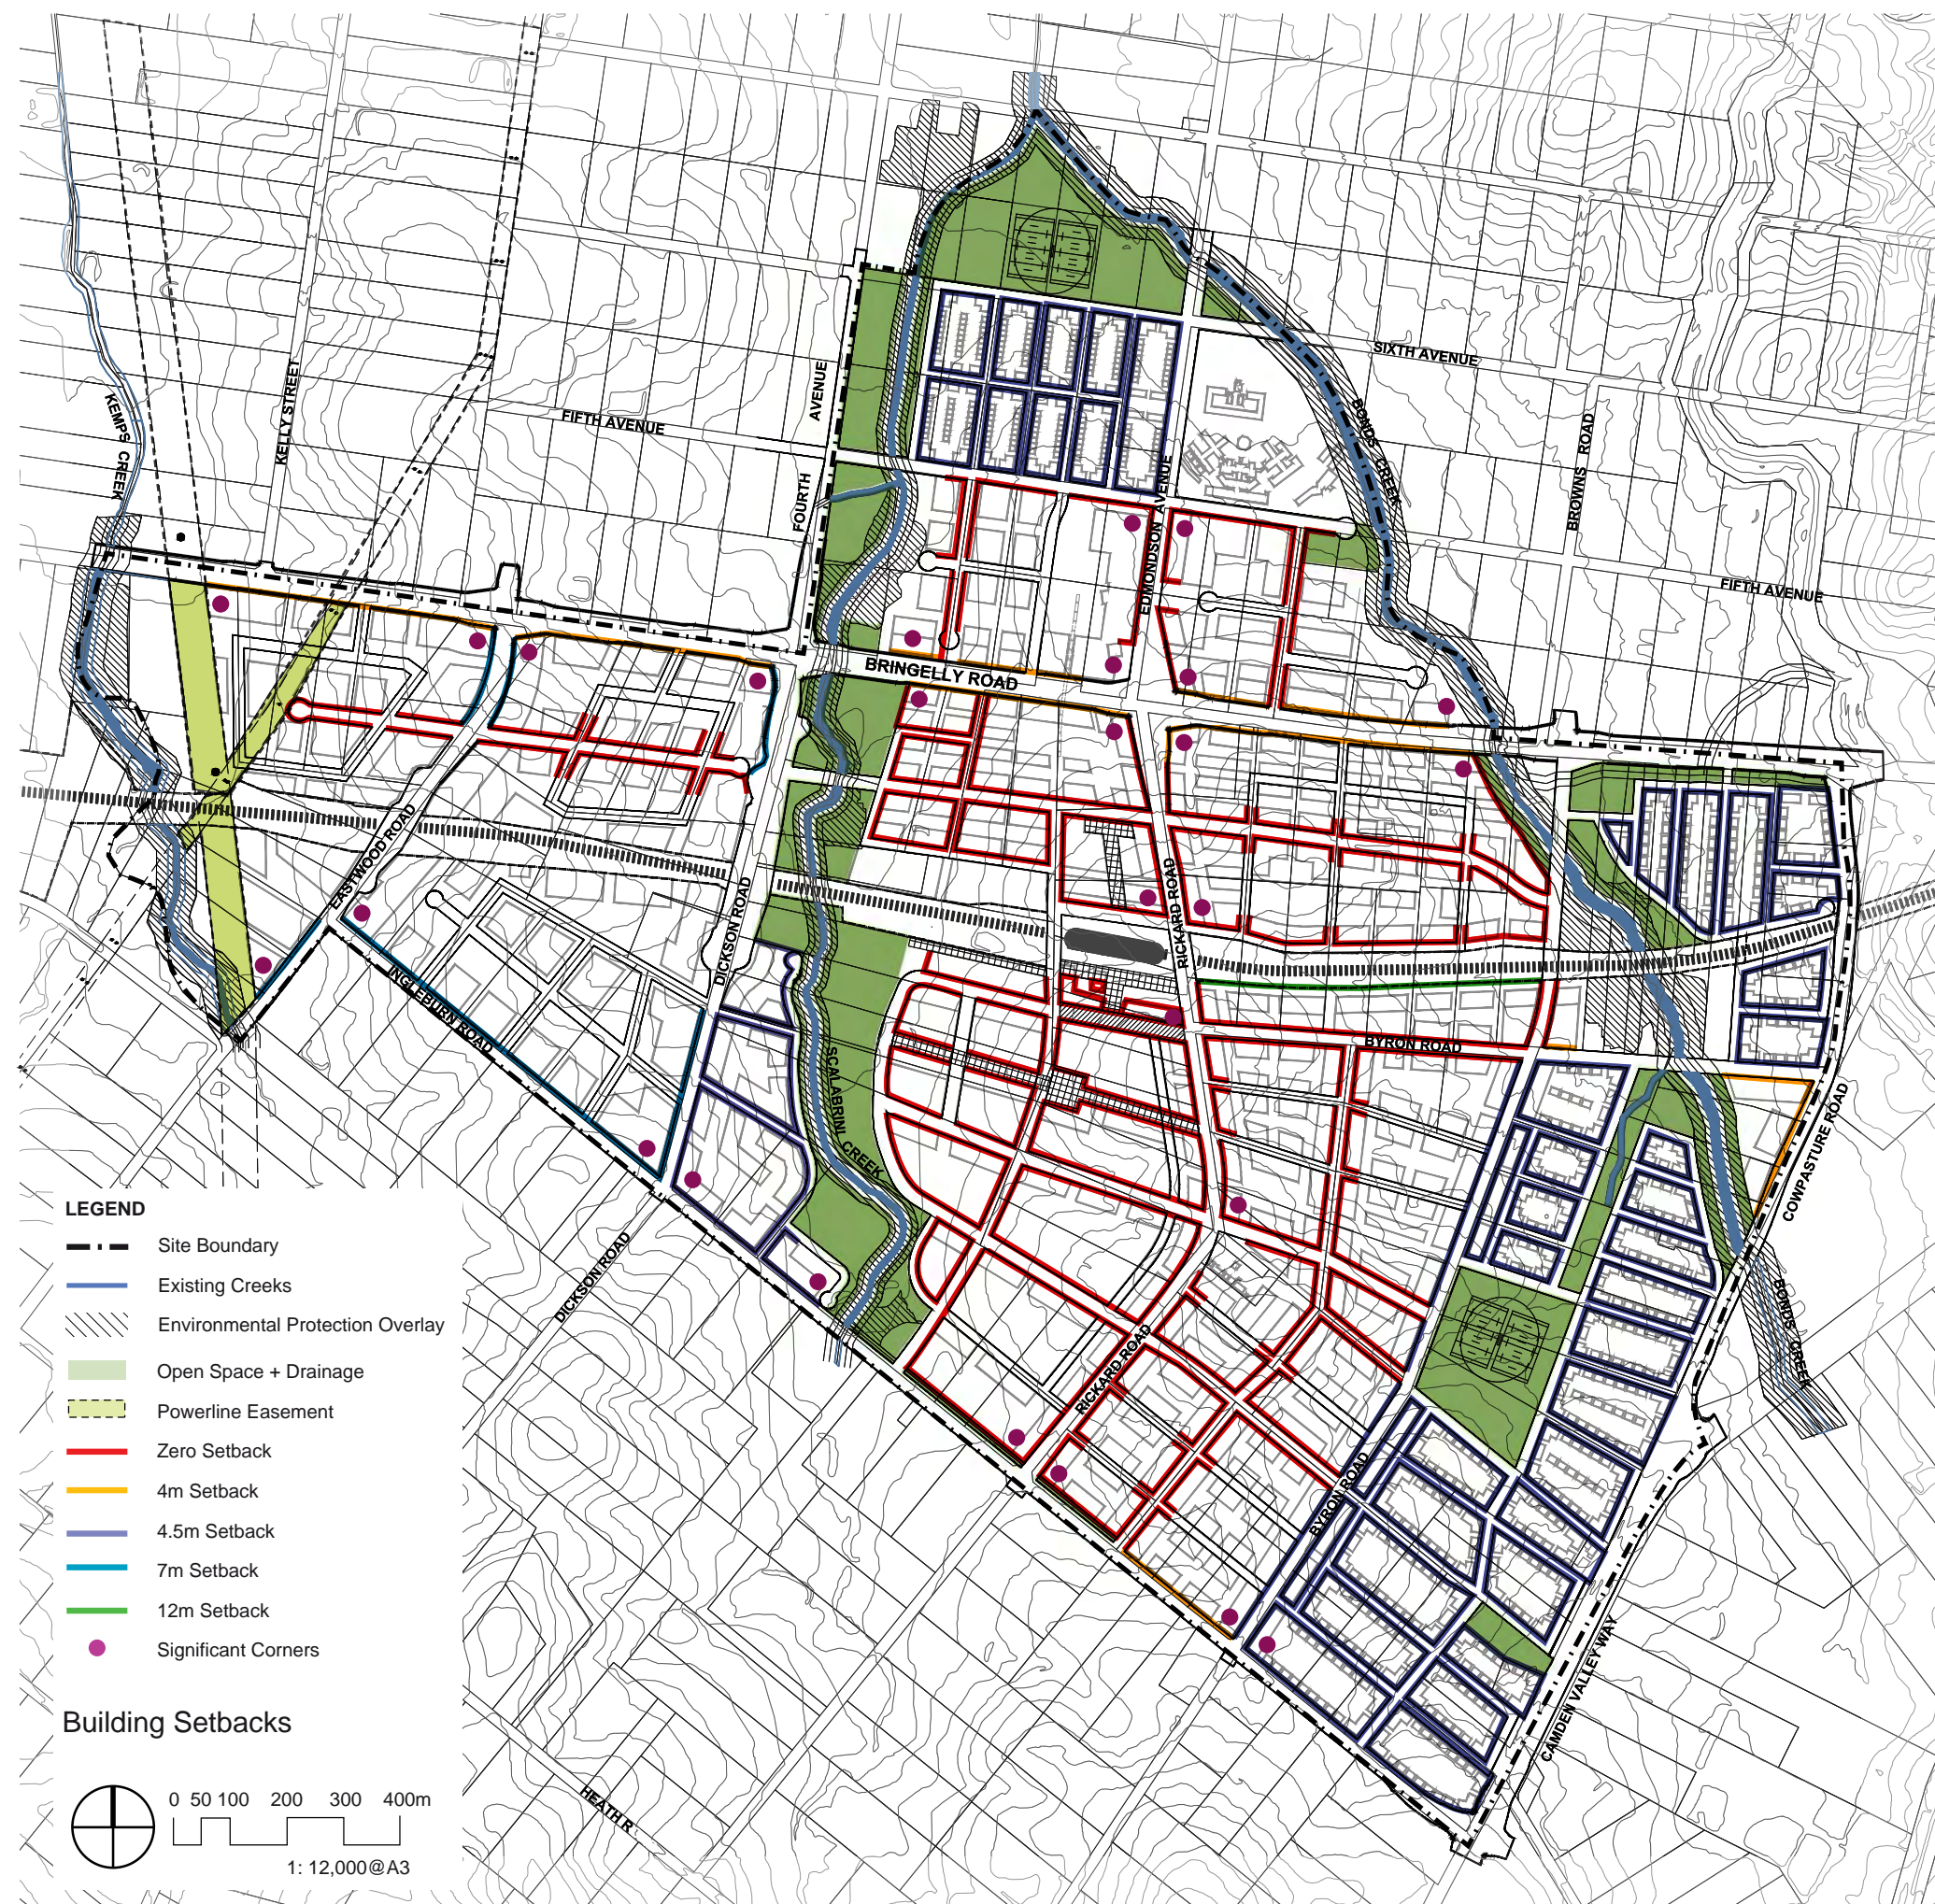 SIXTH AVENUE
KELLY STREET
KEMPS CREEK
FIFTH AVENUE
FOURTH AVENUE
BONDS CREEK
BROWNS ROAD
EDMONDSON AVENUE
FIFTH AVENUE
BRINGELLY ROAD
EASTWOOD ROAD
DICKSON ROAD
RICKARD ROAD
INGLEBURN ROAD
BYRON ROAD
SCALABRINI CREEK
COWPASTURE ROAD
DICKSON ROAD
BONDS CREEK
RICKARD ROAD
BYRON ROAD
CAMDEN VALLEY WAY
HEATH R
LEGEND
Site Boundary
Existing Creeks
Environmental Protection Overlay
Open Space + Drainage
Powerline Easement
Zero Setback
4m Setback
4.5m Setback
7m Setback
12m Setback
Significant Corners
Building Setbacks
0 50 100 200 300 400m
1: 12,000@A3